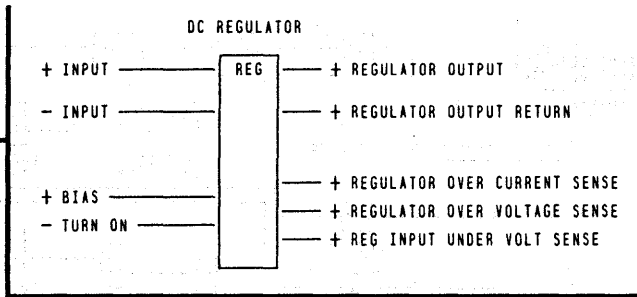 DC REGULATOR
+ INPUT
REG
+ REGULATOR OUTPUT
- INPUT
+ REGULATOR OUTPUT RETURN
+ REGULATOR OVER CURRENT SENSE
+ BIAS
+ REGULATOR OVER VOLTAGE SENSE
- TURN ON
+ REG INPUT UNDER VOLT SENSE